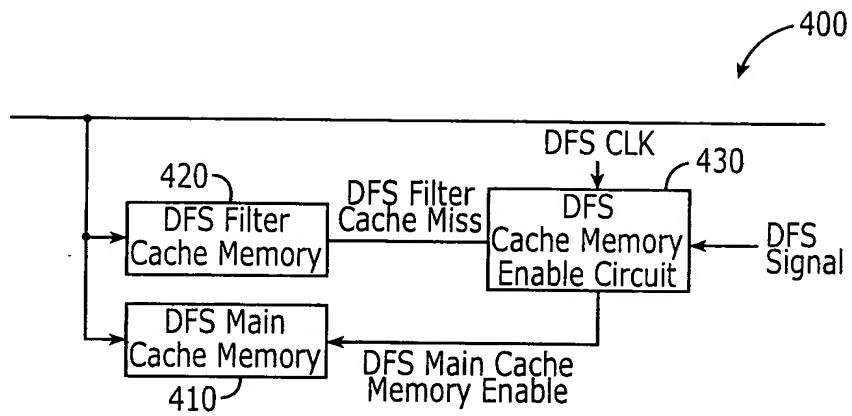 400
DFS CLK
430
420
DFS Filter
Cache Miss
DFS Filter
Cache Memory
DFS
Cache Memory
Enable Circuit
DFS
Signal
DFS Main
Cache Memory
410
DFS Main Cache
Memory Enable